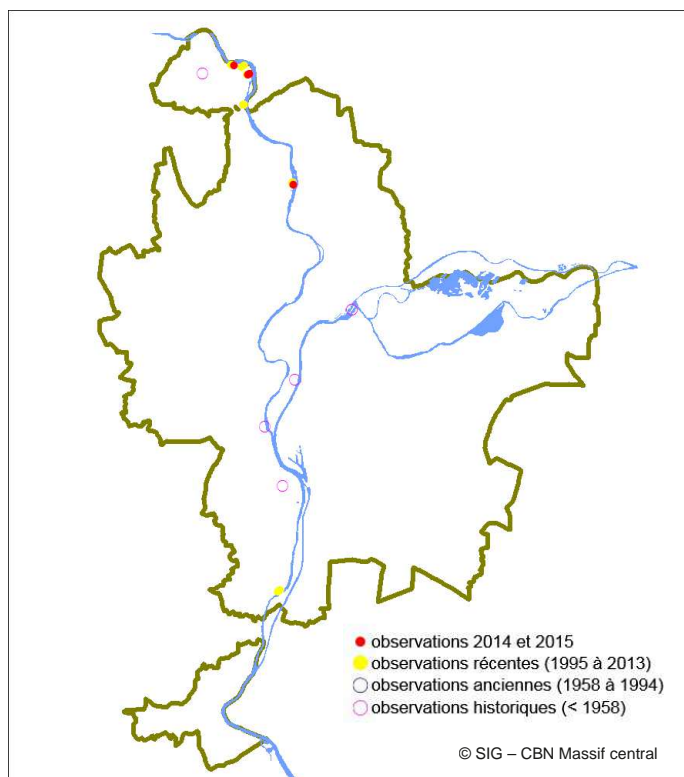 observations 2014 et 2015
observations récentes (1995 à 2013)
observations anciennes (1958 à 1994)
observations historiques (< 1958)
© SIG – CBN Massif central